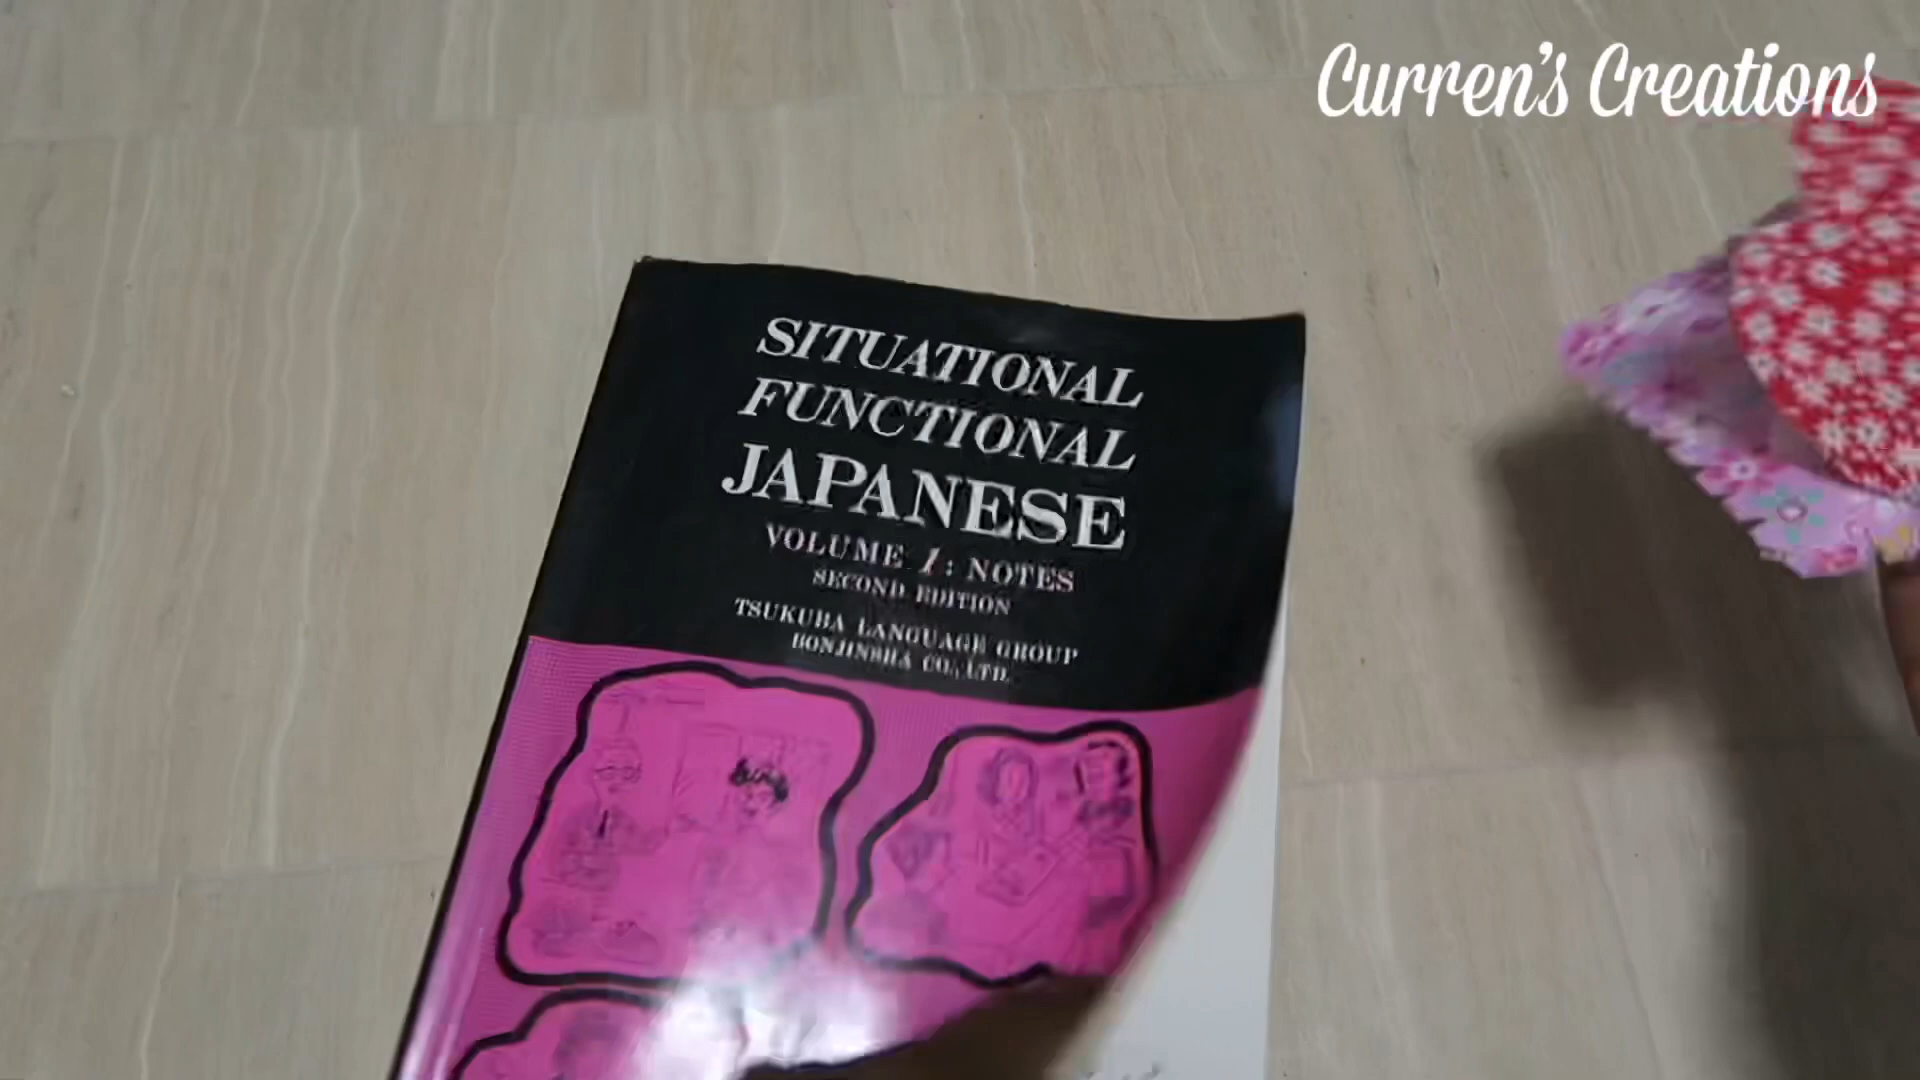 Curren's Creations
SITUATIONAL
FUNCTIONAL
JAPANESE
VOLUME 1: NOTES
SECOND EDITION
TSUKUBA LANGUAGE GROUP
BONJINSHA CO., LTD.